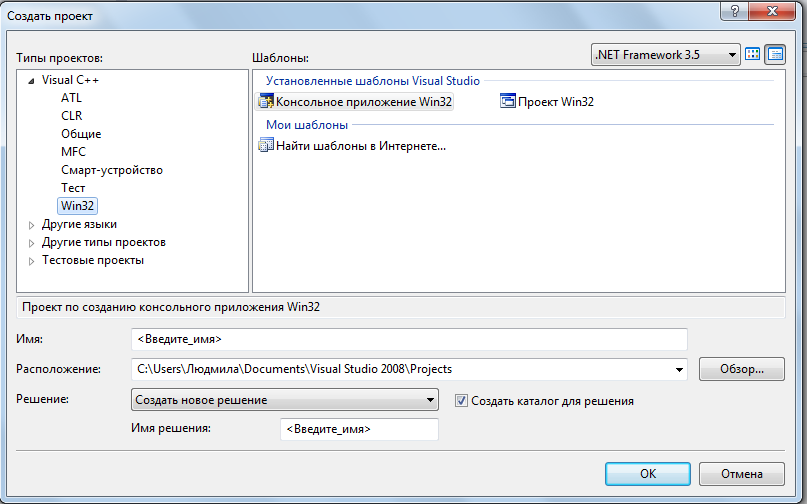 Создать проект
Типы проектов:
Шаблоны:
.NET Framework 3.5
Visual C++
ATL
CLR
Общие
MFC
Смарт-устройство
Тест
Win32
Другие языки
Другие типы проектов
Тестовые проекты
Установленные шаблоны Visual Studio
Консольное приложение Win32
Проект Win32
Мои шаблоны
Найти шаблоны в Интернете...
Проект по созданию консольного приложения Win32
Имя:
<Введите_имя>
Расположение:
C:\Users\Людмила\Documents\Visual Studio 2008\Projects
Обзор...
Решение:
Создать новое решение
Создать каталог для решения
Имя решения:
<Введите_имя>
ОК
Отмена